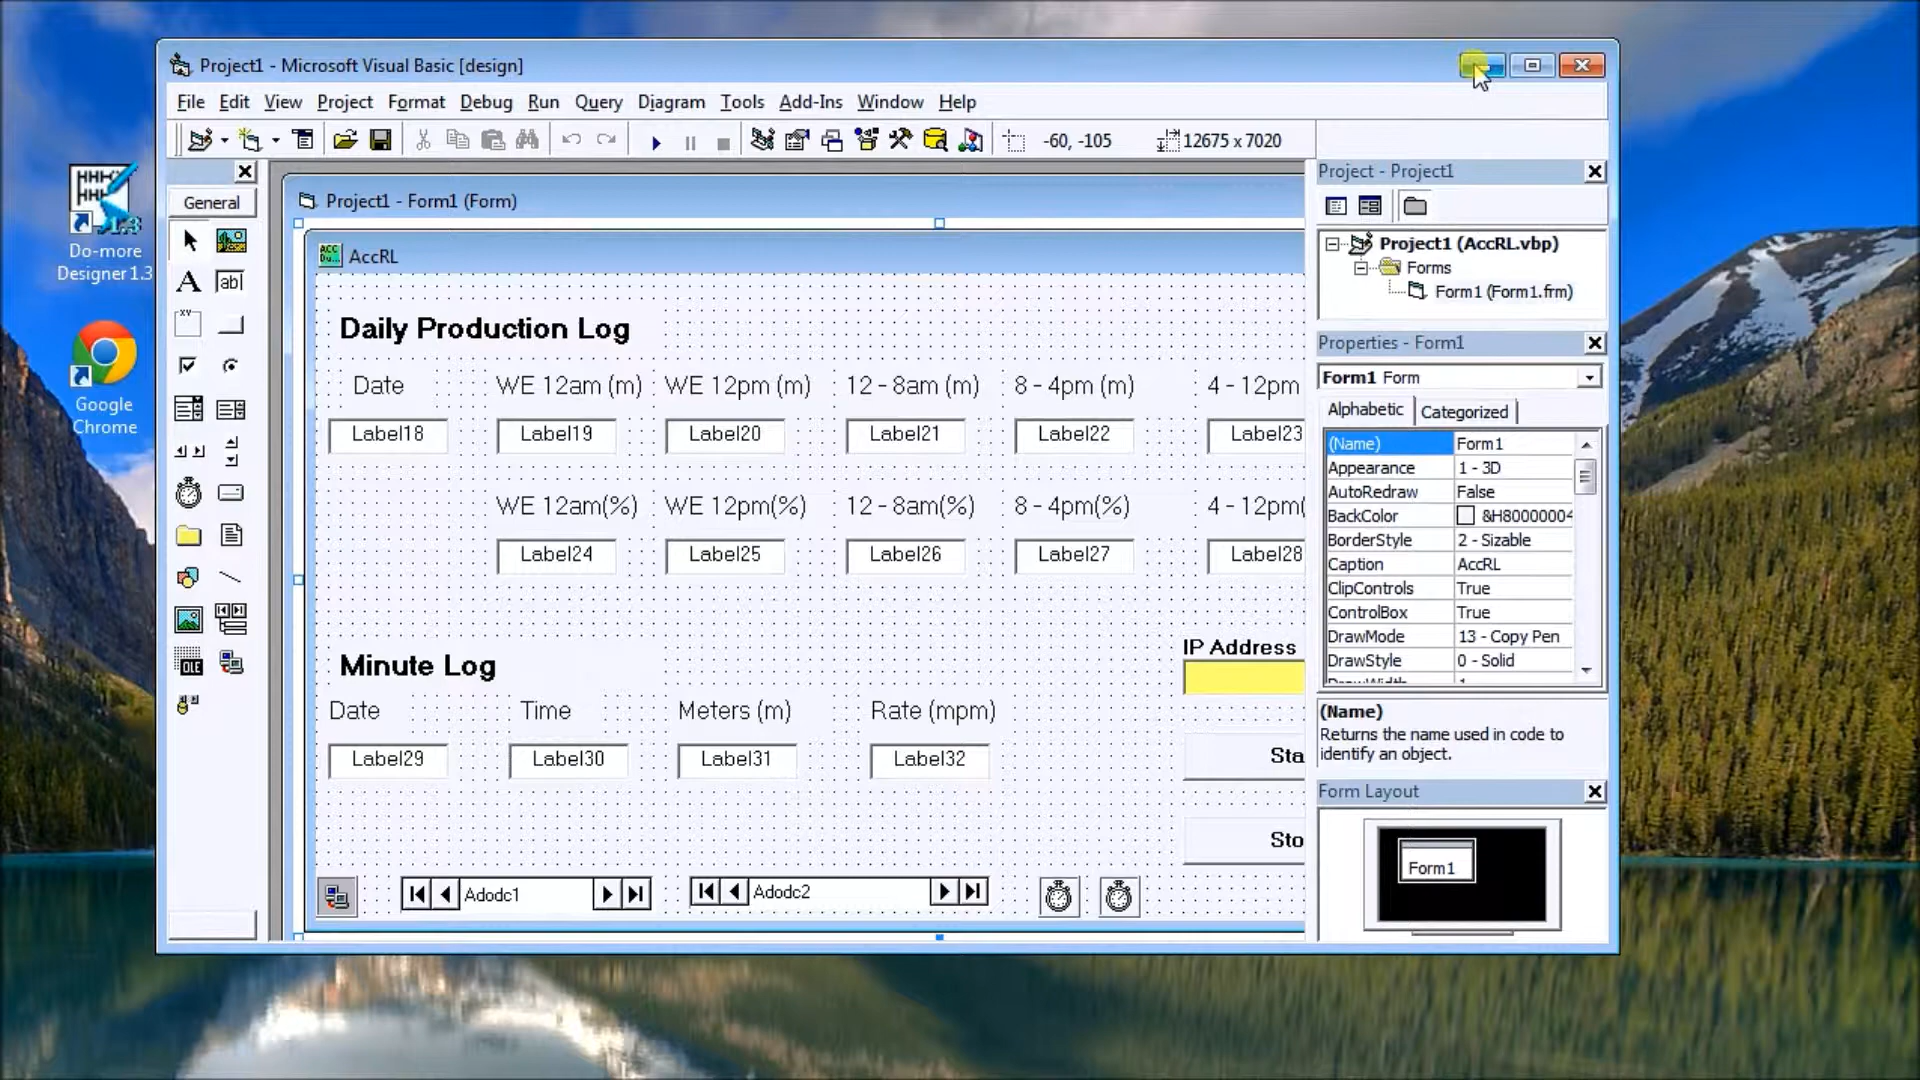 Project1 - Microsoft Visual Basic [design]
File Edit View Project Format Debug Run Query Diagram Tools Add-Ins Window Help
-60, -105 12675 x 7020
General
Do-more
Designer 1.3
Google
Chrome
Project1 - Form1 (Form)
AccRL
Daily Production Log
Date WE 12am (m) WE 12pm (m) 12 - 8am (m) 8 - 4pm (m) 4 - 12pm
Label18 Label19 Label20 Label21 Label22 Label23
WE 12am(%) WE 12pm(%) 12 - 8am(%) 8 - 4pm(%) 4 - 12pm(
Label24 Label25 Label26 Label27 Label28
IP Address
Minute Log
Date Time Meters (m) Rate (mpm)
Label29 Label30 Label31 Label32
Sta
Sto
Adodc1 Adodc2
Project - Project1
Project1 (AccRL.vbp)
Forms
Form1 (Form1.frm)
Properties - Form1
Form1 Form
Alphabetic Categorized
(Name) Form1
Appearance 1 - 3D
AutoRedraw False
BackColor &H80000004
BorderStyle 2 - Sizable
Caption AccRL
ClipControls True
ControlBox True
DrawMode 13 - Copy Pen
DrawStyle 0 - Solid
(Name)
Returns the name used in code to
identify an object.
Form Layout
Form1